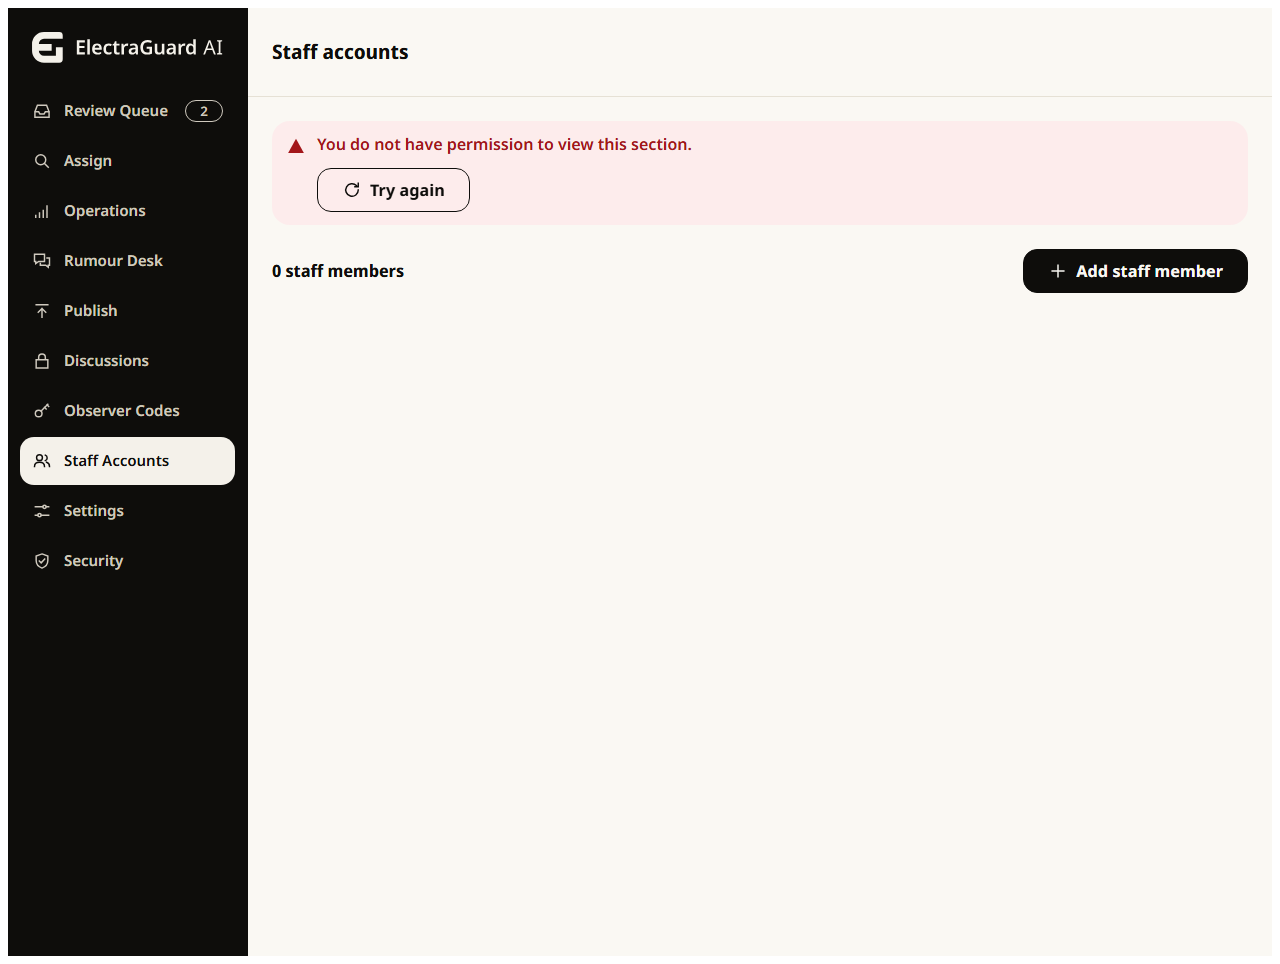 ElectraGuard AI
Review Queue 2
Assign
Operations
Rumour Desk
Publish
Discussions
Observer Codes
Staff Accounts
Settings
Security
Staff accounts
You do not have permission to view this section.
Try again
0 staff members
Add staff member